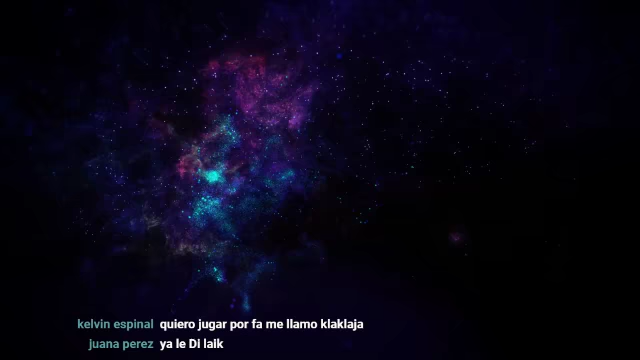 kelvin espinal quiero jugar por fa me llamo klaklaja
juana perez ya le Di laik